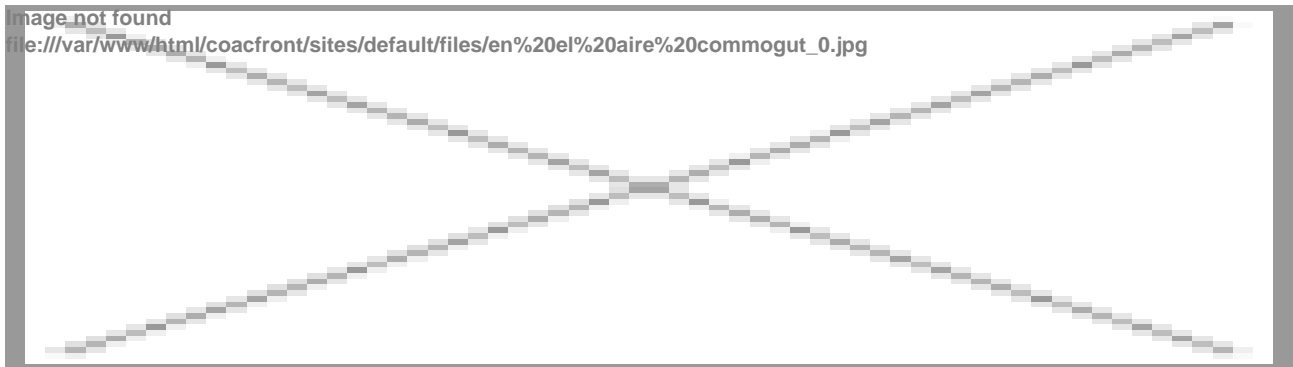 Image not found
file:///var/www/html/coacfront/sites/default/files/en%20el%20aire%20commogut_0.jpg